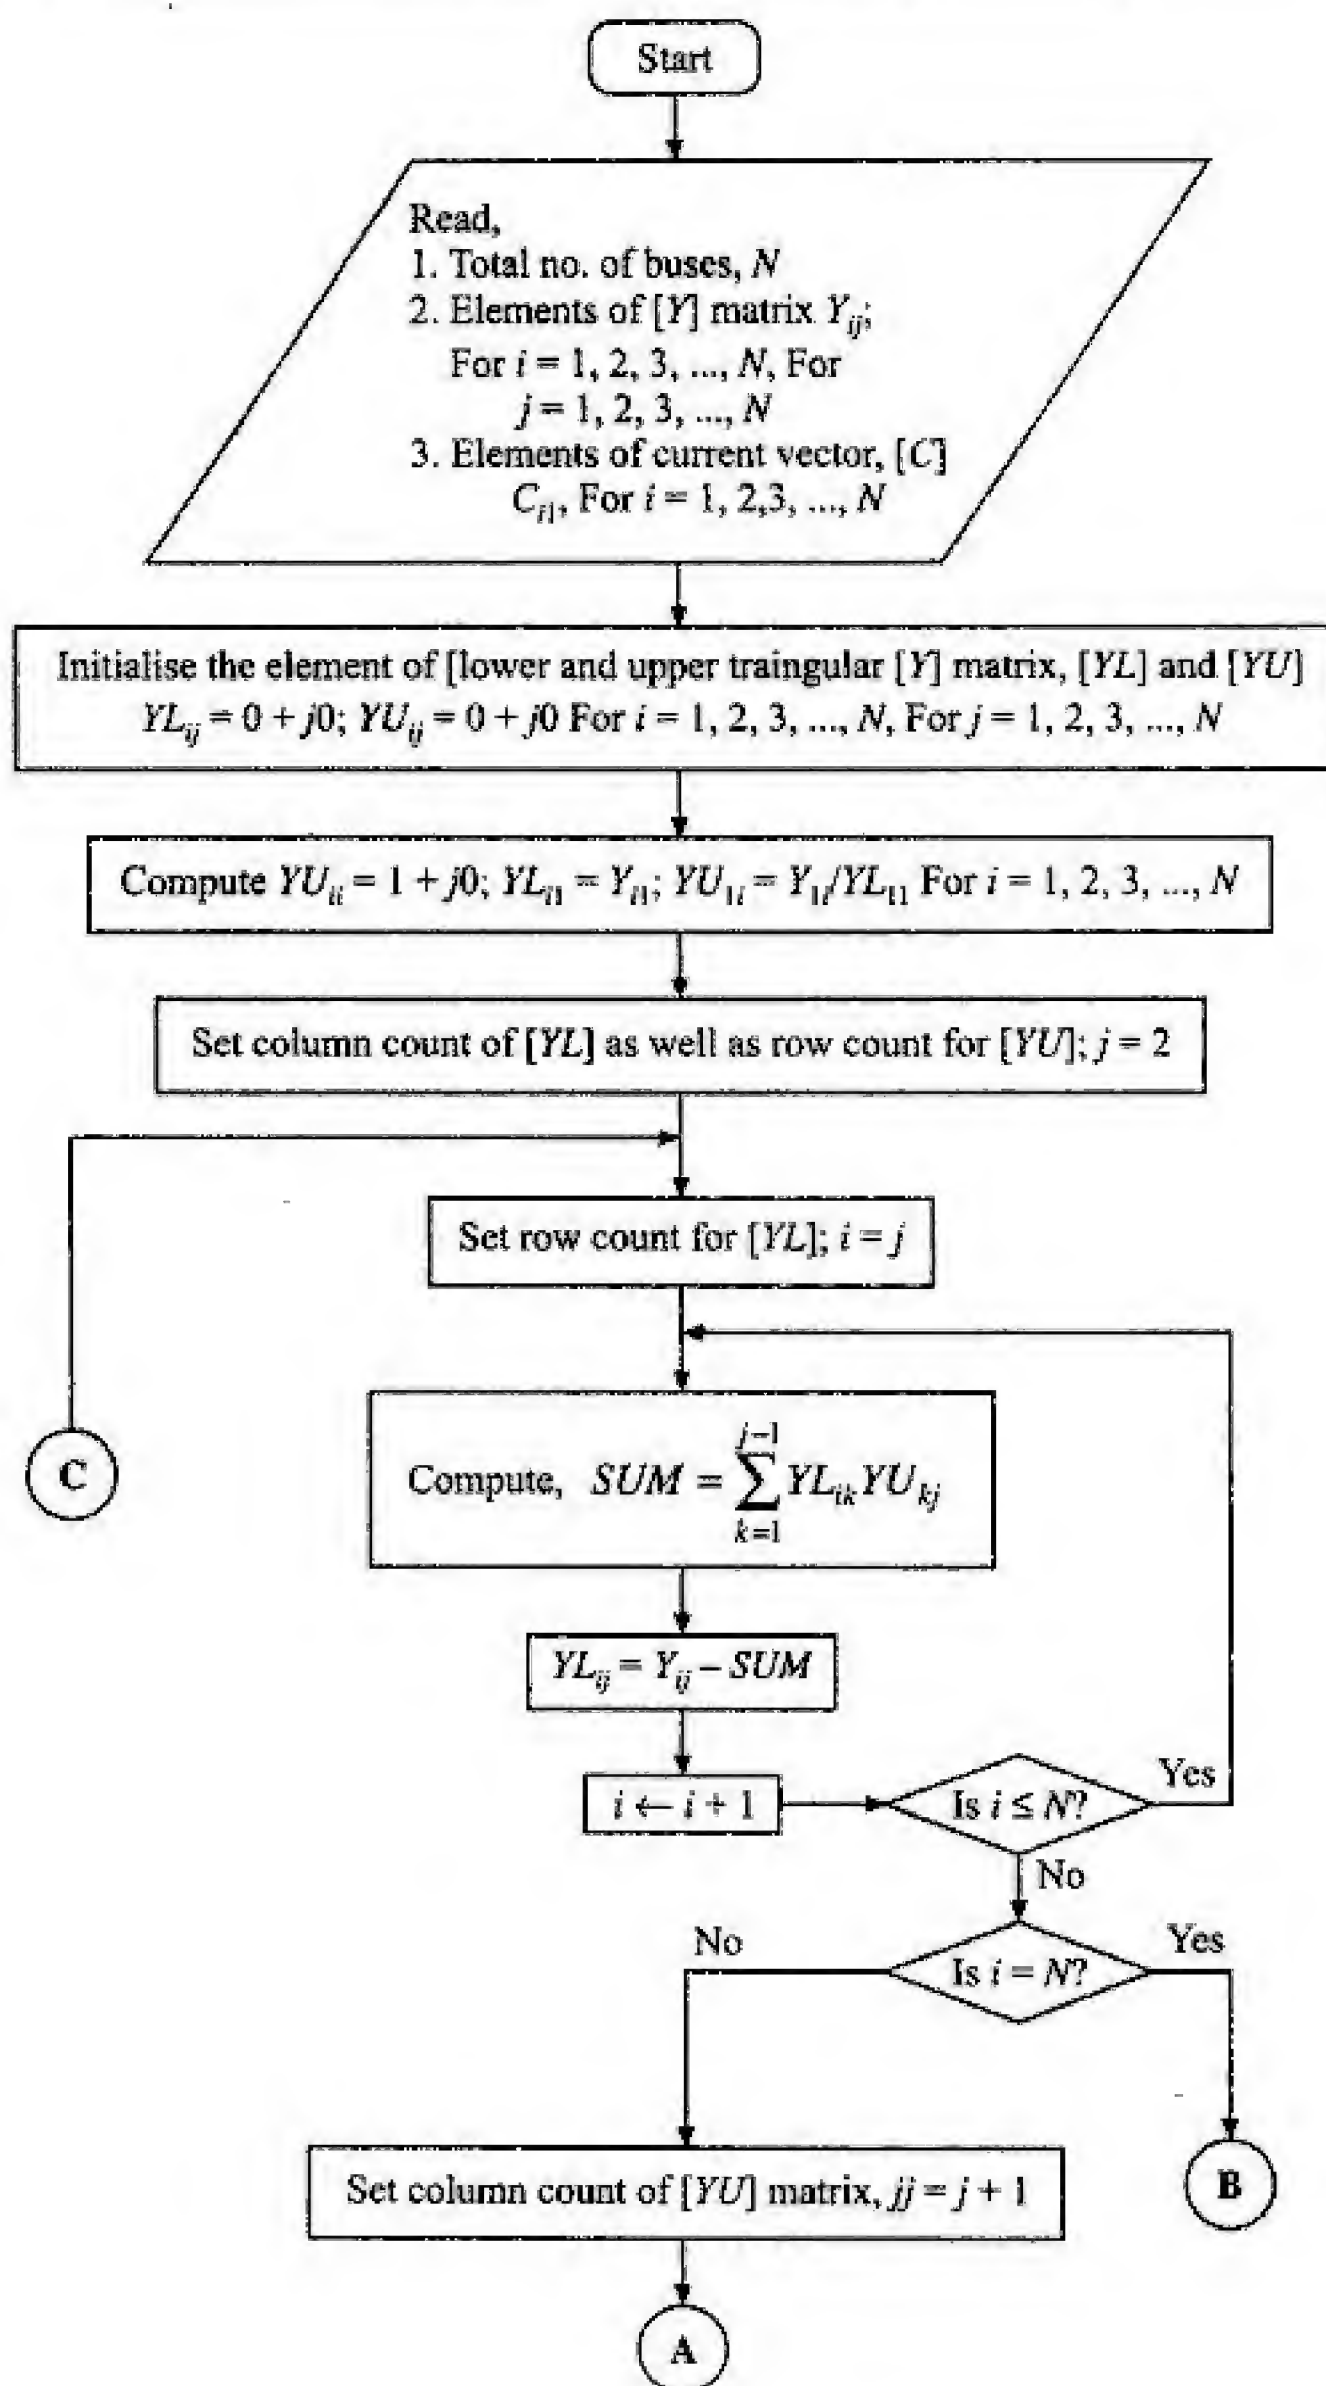 Start
Read,
1. Total no. of buses, N
2. Elements of [Y] matrix Y_ij;
For i = 1, 2, 3, ..., N, For
j = 1, 2, 3, ..., N
3. Elements of current vector, [C]
C_i1, For i = 1, 2,3, ..., N
Initialise the element of [lower and upper traingular [Y] matrix, [YL] and [YU]
YL_ij = 0 + j0; YU_ij = 0 + j0 For i = 1, 2, 3, ..., N, For j = 1, 2, 3, ..., N
Compute YU_ii = 1 + j0; YL_i1 = Y_i1; YU_1i = Y_1i/YL_11 For i = 1, 2, 3, ..., N
Set column count of [YL] as well as row count for [YU]; j = 2
Set row count for [YL]; i = j
C
Compute, SUM = ∑_{k=1}^{j−1} YL_ik YU_kj
YL_ij = Y_ij – SUM
i ← i + 1
Is i ≤ N?
Yes
No
Is i = N?
No
Yes
Set column count of [YU] matrix, jj = j + 1
B
A